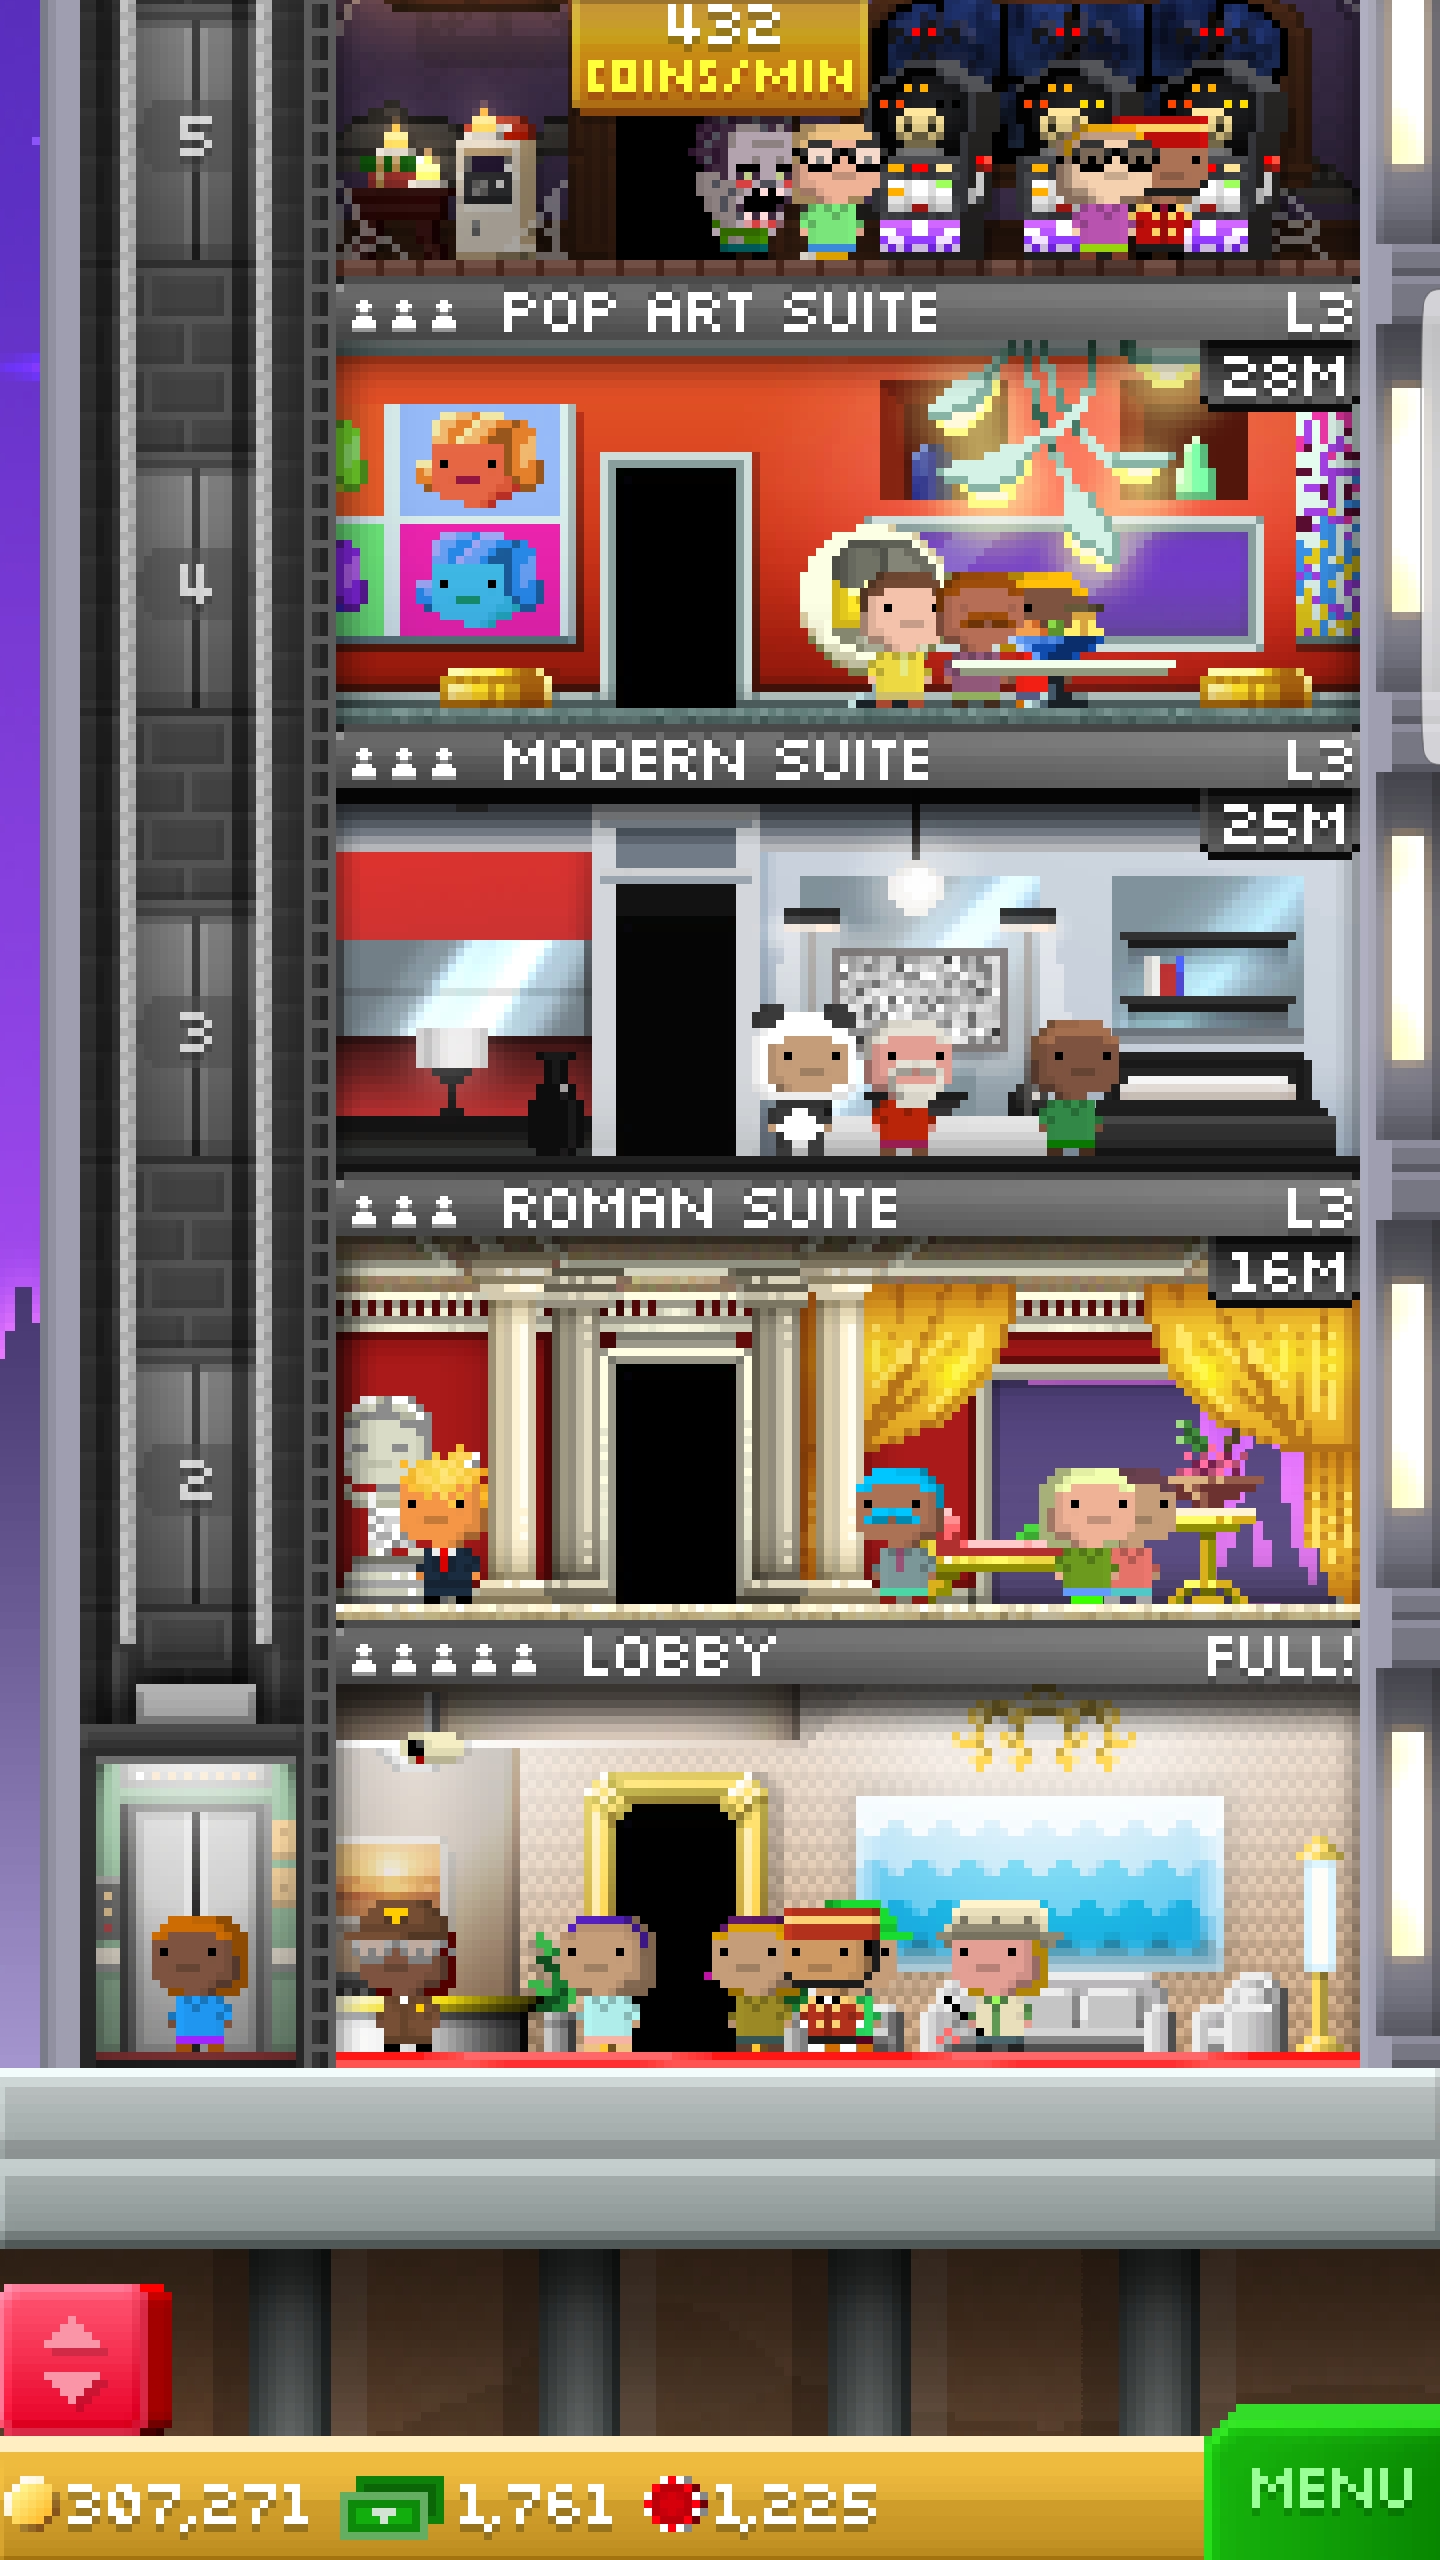 432
COINS/MIN
5
POP ART SUITE L3
28M
4
MODERN SUITE L3
25M
3
ROMAN SUITE L3
16M
2
LOBBY FULL!
MENU
307,271 1,761 1,225